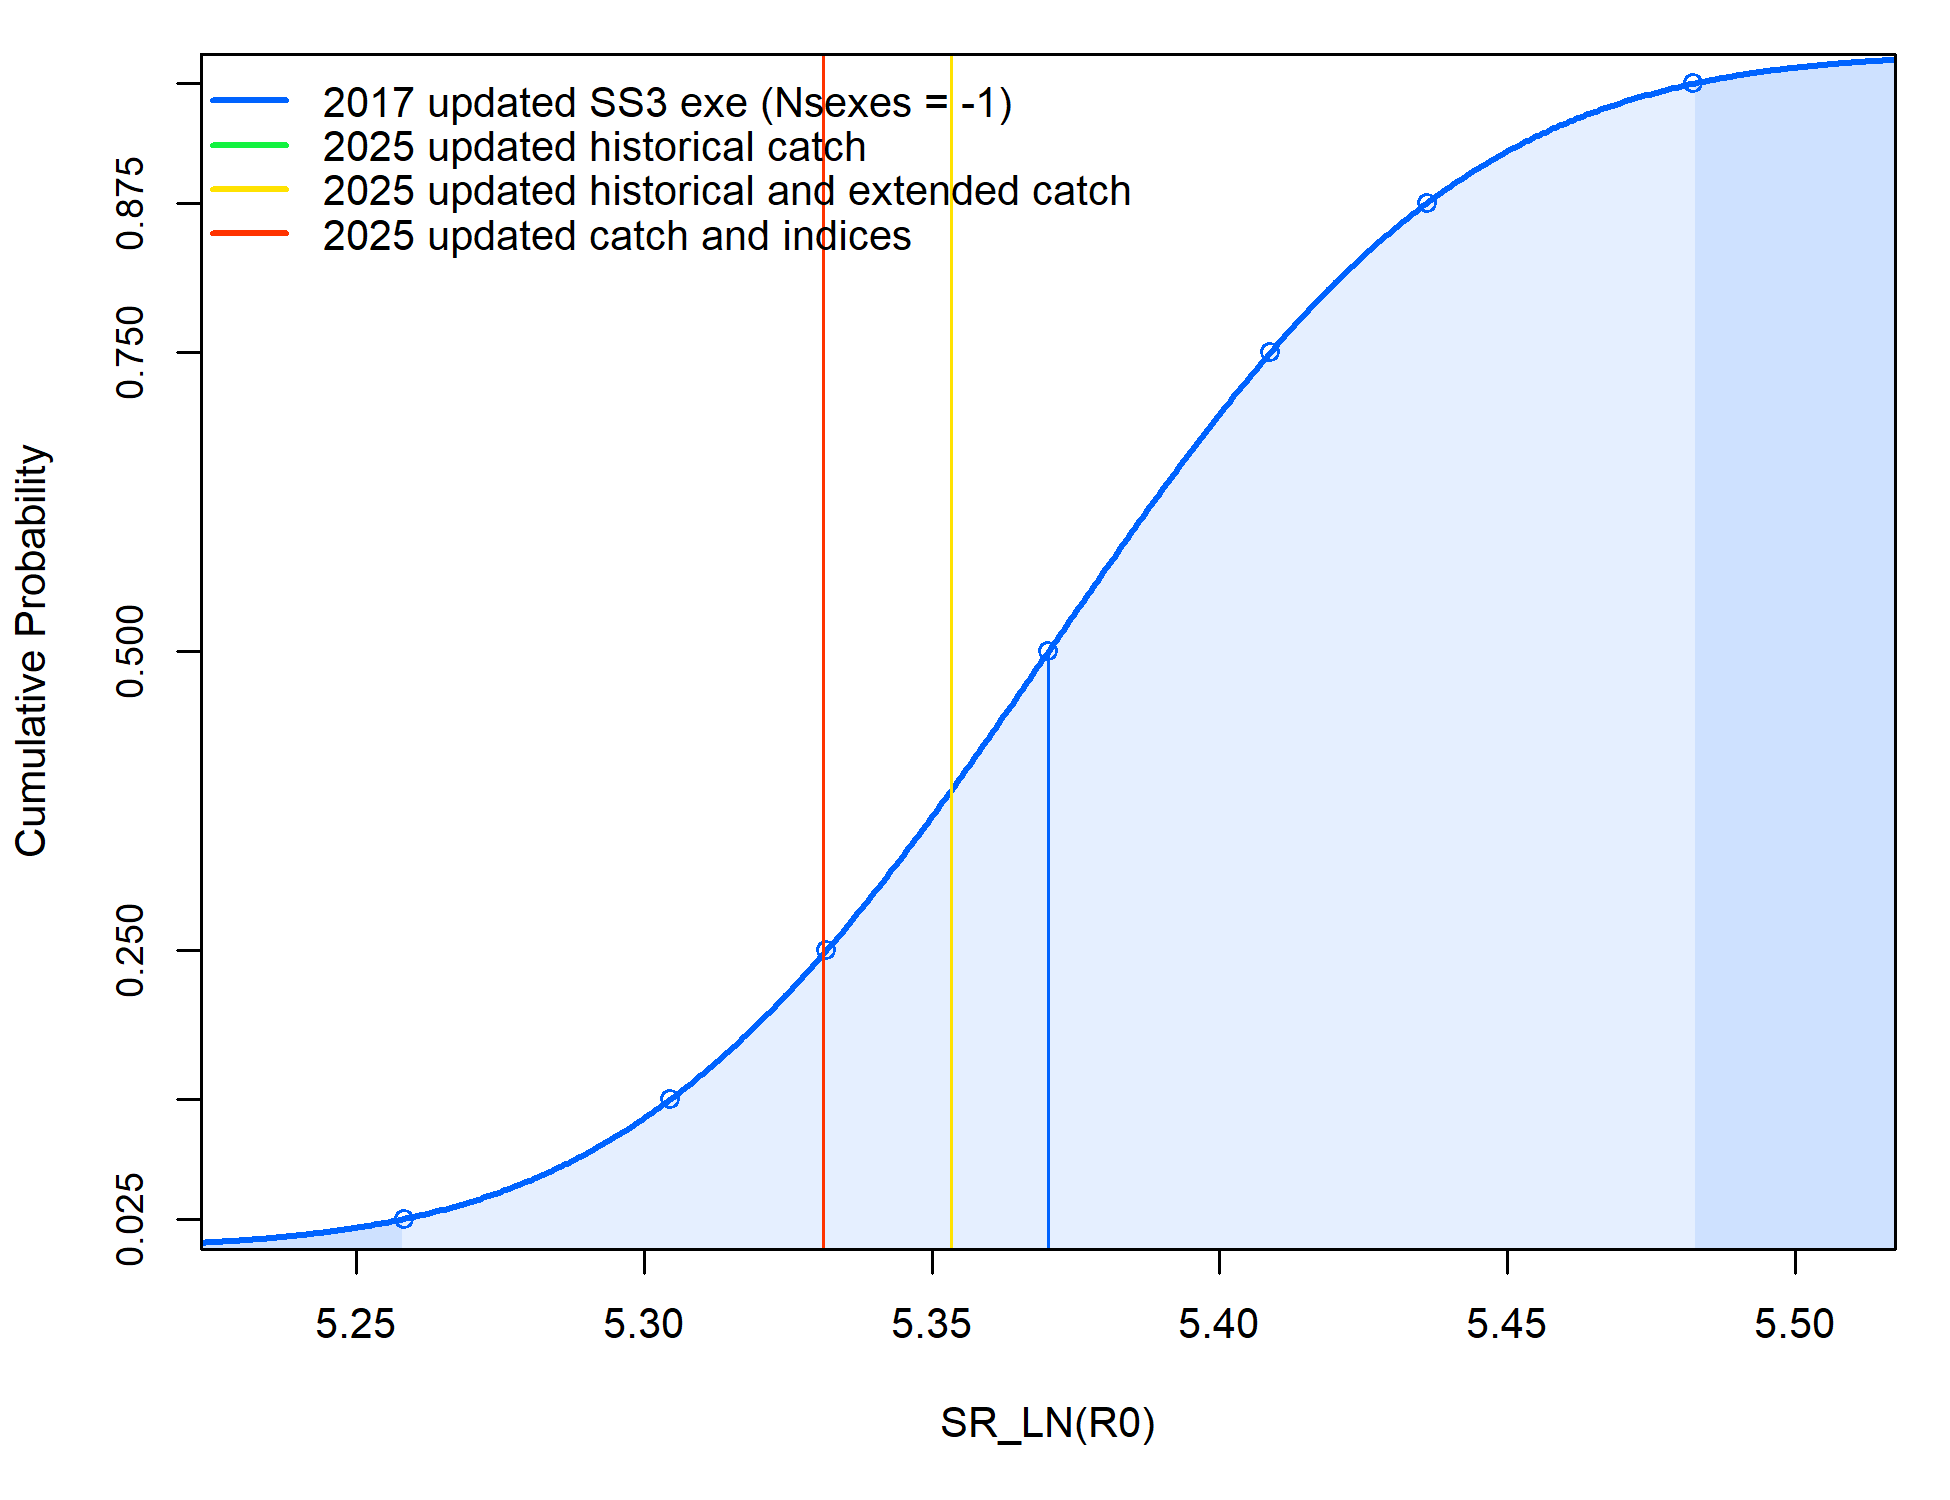 2017 updated SS3 exe (Nsexes = -1)
2025 updated historical catch
2025 updated historical and extended catch
2025 updated catch and indices
Cumulative Probability
0.875
0.750
0.500
0.250
0.025
5.25 5.30 5.35 5.40 5.45 5.50
SR_LN(R0)